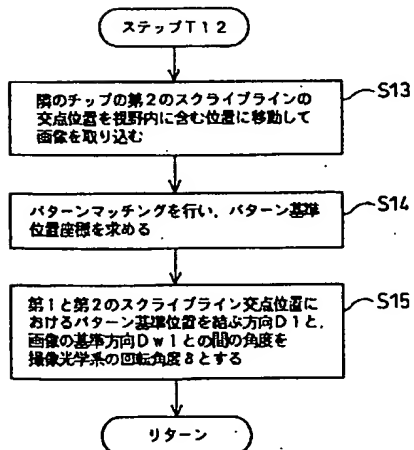 ステップT12
隣のチップの第2のスクライブラインの
交点位置を視野内に含む位置に移動して
画像を取り込む
S13
パターンマッチングを行い、パターン基準
位置座標を求める
S14
第1と第2のスクライブライン交点位置に
おけるパターン基準位置を結ぶ方向D1と、
画像の基準方向Dw1との間の角度を
撮像光学系の回転角度δとする
S15
リターン